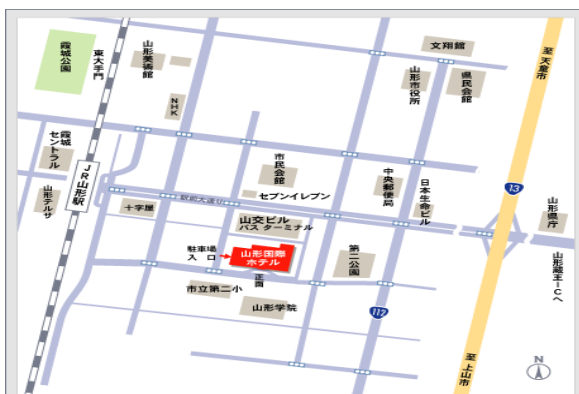 霞城公園
東大手門
山形美術館
NHK
文翔館
山形市役所
県民会館
至 天童市
霞城
セントラル
山形テルサ
JR山形駅
十字屋
駅前大通り
市民
会館
セブンイレブン
中央郵便局
日本生命ビル
13
山形県庁
山形蔵王ICへ
山交ビル
バス ターミナル
駐車場
入口
山形国際
ホテル
正面
第二公園
市立第二小
山形学院
112
至 上山市
N